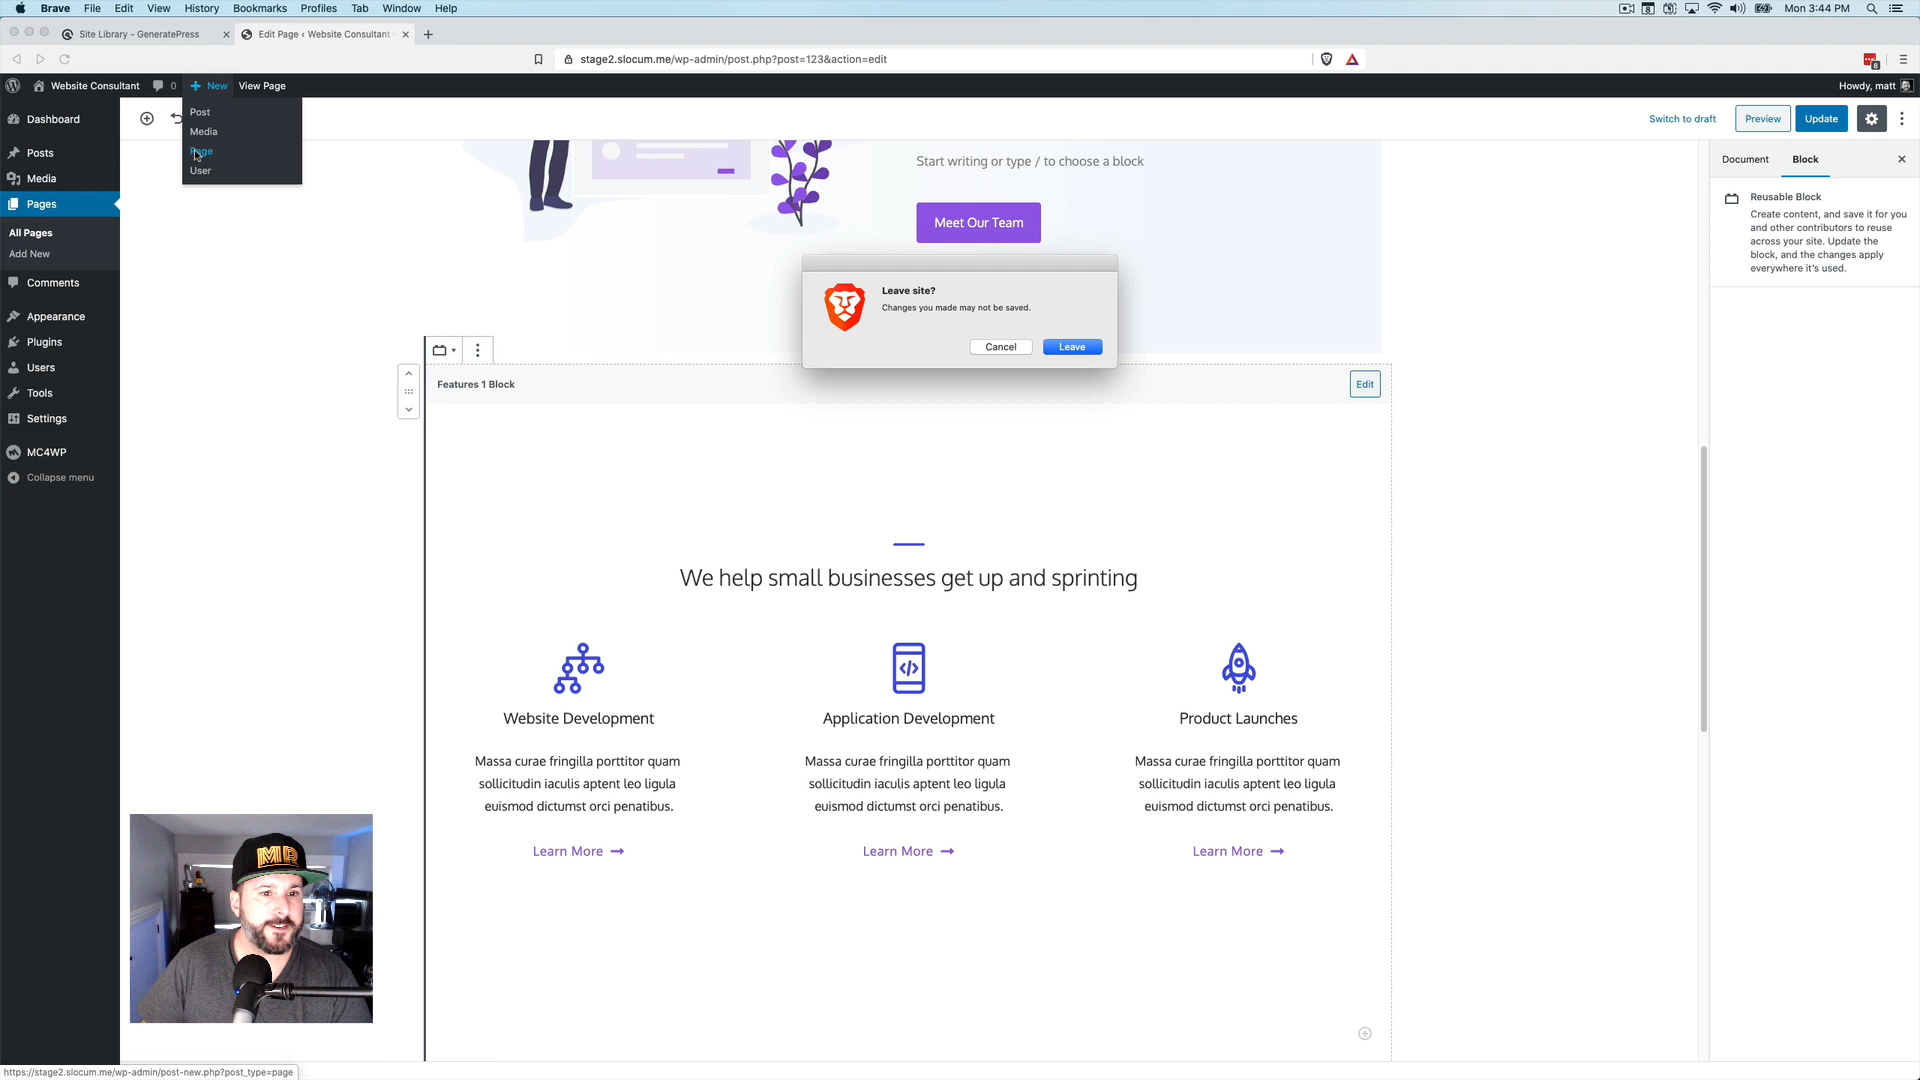 Brave File Edit View History Bookmarks Profiles Tab Window Help
Mon 3:44 PM
Site Library - GeneratePress
Edit Page ‹ Website Consultant
stage2.slocum.me/wp-admin/post.php?post=123&action=edit
Website Consultant 0 New View Page
Howdy, matt
Post
Media
Page
User
Dashboard
Posts
Media
Pages
All Pages
Add New
Comments
Appearance
Plugins
Users
Tools
Settings
MC4WP
Collapse menu
Switch to draft Preview Update
Start writing or type / to choose a block
Meet Our Team
Leave site?
Changes you made may not be saved.
Cancel Leave
Features 1 Block
Edit
We help small businesses get up and sprinting
Website Development
Massa curae fringilla porttitor quam
sollicitudin iaculis aptent leo ligula
euismod dictumst orci penatibus.
Learn More
Application Development
Massa curae fringilla porttitor quam
sollicitudin iaculis aptent leo ligula
euismod dictumst orci penatibus.
Learn More
Product Launches
Massa curae fringilla porttitor quam
sollicitudin iaculis aptent leo ligula
euismod dictumst orci penatibus.
Learn More
Document Block
Reusable Block
Create content, and save it for you
and other contributors to reuse
across your site. Update the
block, and the changes apply
everywhere it's used.
MR
https://stage2.slocum.me/wp-admin/post-new.php?post_type=page